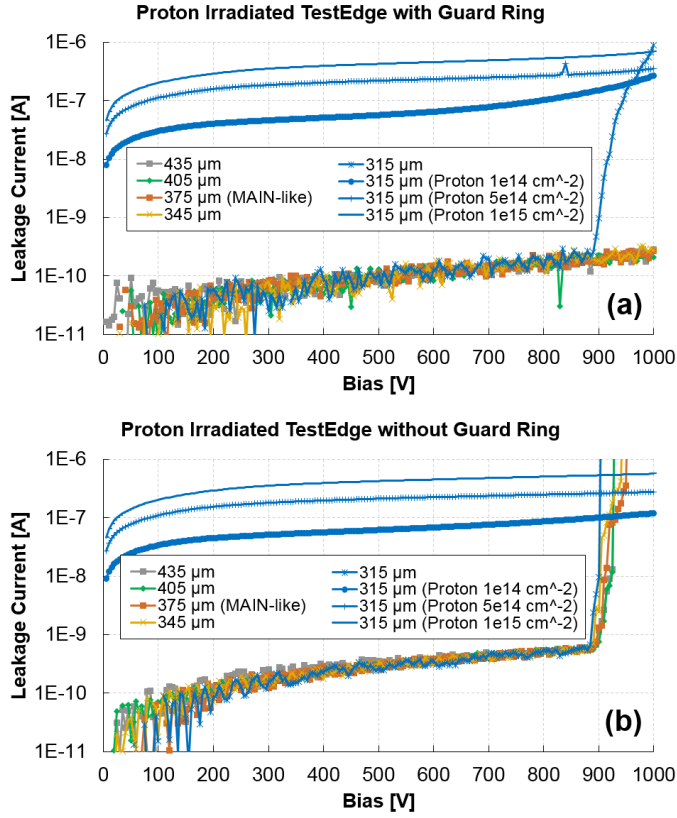 Proton Irradiated TestEdge with Guard Ring
1E-6
1E-7
1E-8
1E-9
1E-10
1E-11
Leakage Current [A]
435 µm
405 µm
375 µm (MAIN-like)
345 µm
315 µm
315 µm (Proton 1e14 cm^-2)
315 µm (Proton 5e14 cm^-2)
315 µm (Proton 1e15 cm^-2)
(a)
0 100 200 300 400 500 600 700 800 900 1000
Bias [V]
Proton Irradiated TestEdge without Guard Ring
1E-6
1E-7
1E-8
1E-9
1E-10
1E-11
Leakage Current [A]
435 µm
405 µm
375 µm (MAIN-like)
345 µm
315 µm
315 µm (Proton 1e14 cm^-2)
315 µm (Proton 5e14 cm^-2)
315 µm (Proton 1e15 cm^-2)
(b)
0 100 200 300 400 500 600 700 800 900 1000
Bias [V]